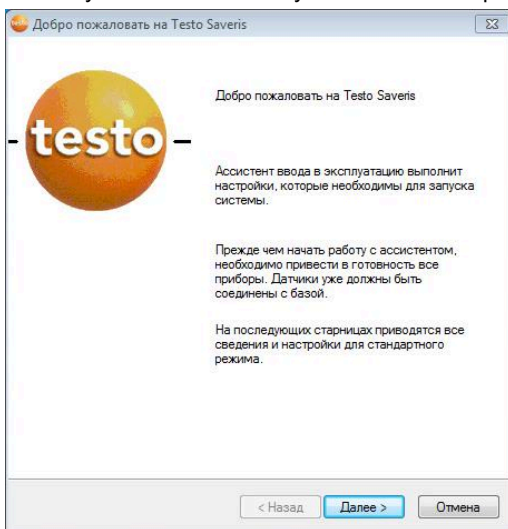 Добро пожаловать на Testo Saveris
Добро пожаловать на Testo Saveris
testo
Ассистент ввода в эксплуатацию выполнит
настройки, которые необходимы для запуска
системы.
Прежде чем начать работу с ассистентом,
необходимо привести в готовность все
приборы. Датчики уже должны быть
соединены с базой.
На последующих старницах приводятся все
сведения и настройки для стандартного
режима.
< Назад Далее > Отмена